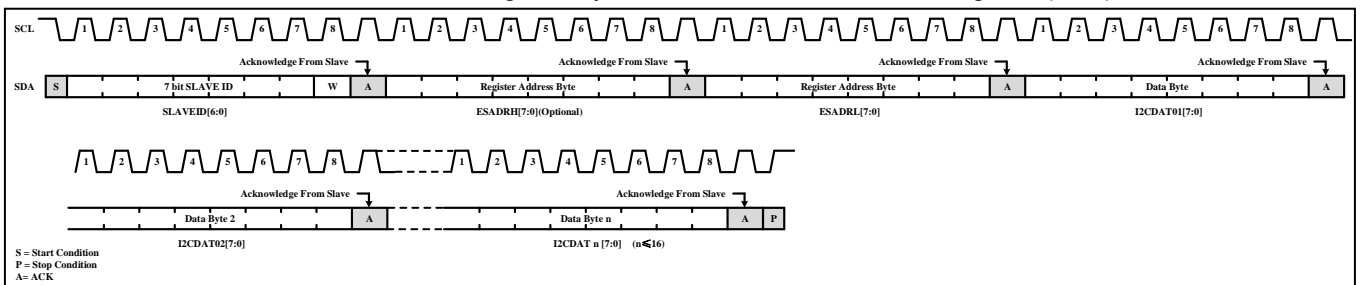 SCL 1 2 3 4 5 6 7 8 1 2 3 4 5 6 7 8 1 2 3 4 5 6 7 8 1 2 3 4 5 6 7 8
Acknowledge From Slave Acknowledge From Slave Acknowledge From Slave Acknowledge From Slave
SDA S 7 bit SLAVE ID W A Register Address Byte A Register Address Byte A Data Byte A
SLAVEID[6:0] ESADRH[7:0](Optional) ESADRL[7:0] I2CDAT01[7:0]
1 2 3 4 5 6 7 8 1 2 3 4 5 6 7 8
Acknowledge From Slave Acknowledge From Slave
Data Byte 2 A Data Byte n A P
I2CDAT02[7:0] I2CDAT n [7:0] (n≤16)
S = Start Condition
P = Stop Condition
A= ACK